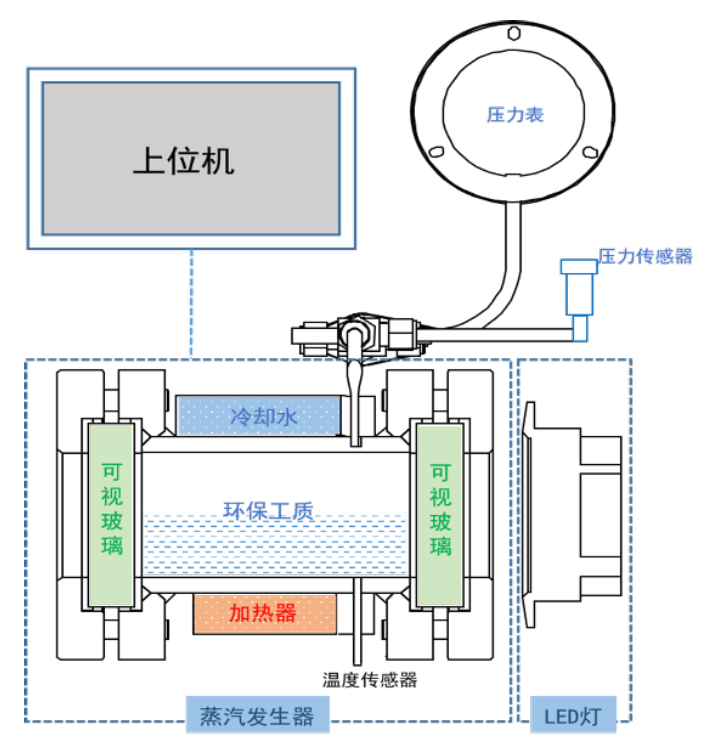 压力表
上位机
压力传感器
冷却水
可视玻璃
环保工质
可视玻璃
加热器
温度传感器
蒸汽发生器
LED灯